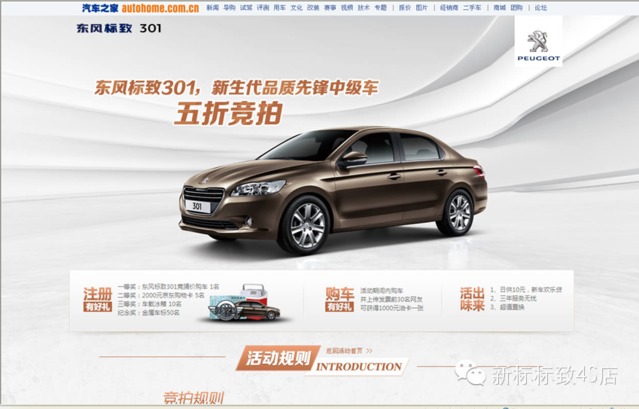 汽车之家 autohome.com.cn
新闻 导购 试驾 评测 用车 文化 改装 赛事 视频 技术 专题 | 报价 图片 | 经销商 二手车 | 商城 团购 | 论坛
东风标致 301
PEUGEOT
东风标致301，新生代品质先锋中级车
五折竞拍
301
注册
有好礼
一等奖：东风标致301竞猜价购车 1名
二等奖：2000元京东购物卡 5名
三等奖：车载冰箱 10名
纪念奖：金属车标50名
购车
有好礼
活动期间内购车
并上传发票前30名网友
可获得1000元油卡一张
活出
味来
1、日供10元，新车欢乐贷
2、三年服务无忧
3、超值置换
活动规则
返回活动首页 >>
INTRODUCTION
竞拍规则
新标标致4S店